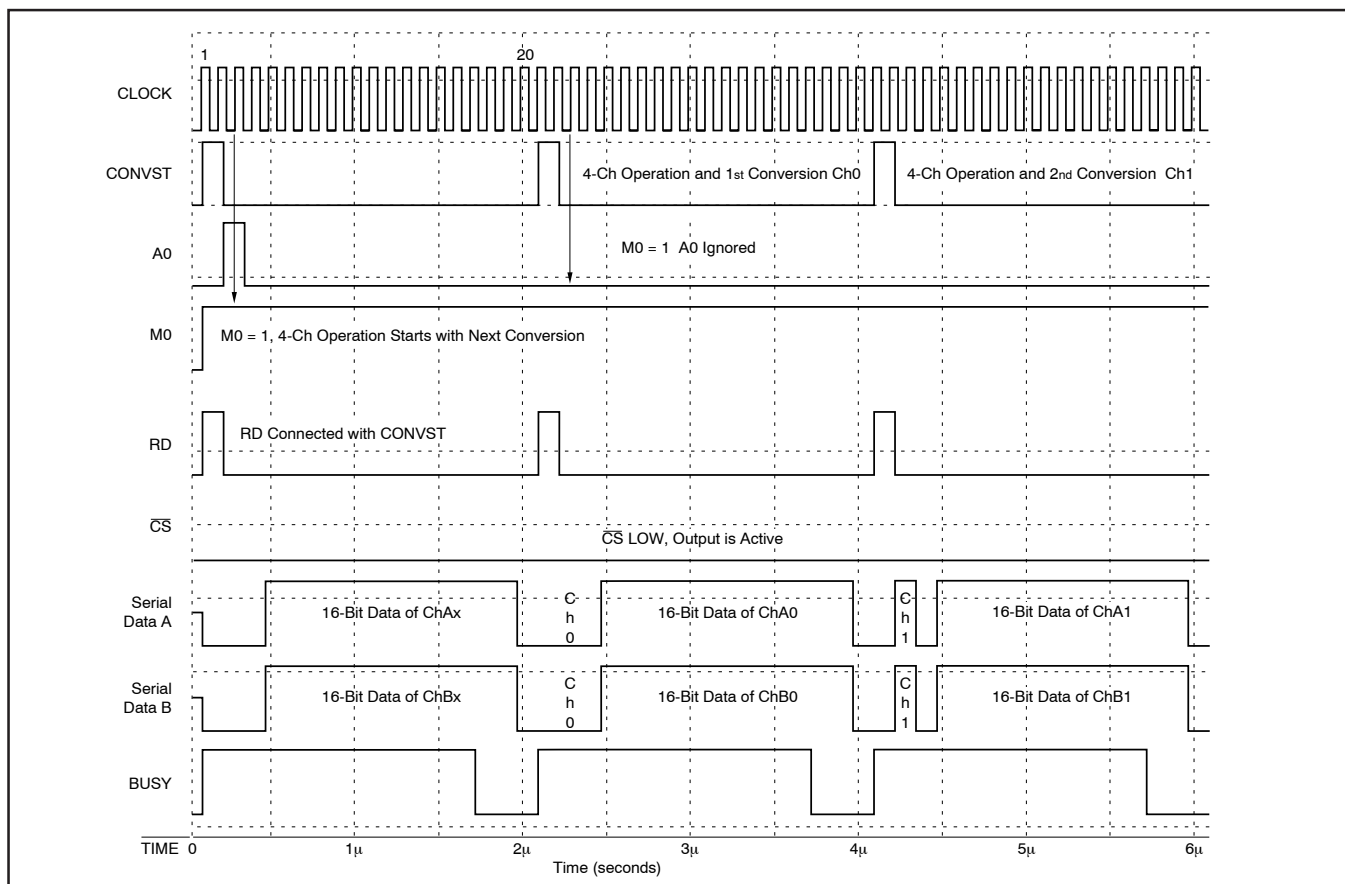 1 20
CLOCK
CONVST
4-Ch Operation and 1st Conversion Ch0
4-Ch Operation and 2nd Conversion Ch1
A0
M0 = 1 A0 Ignored
M0
M0 = 1, 4-Ch Operation Starts with Next Conversion
RD
RD Connected with CONVST
CS
CS LOW, Output is Active
Serial
Data A
16-Bit Data of ChAx
Ch0
16-Bit Data of ChA0
Ch1
16-Bit Data of ChA1
Serial
Data B
16-Bit Data of ChBx
Ch0
16-Bit Data of ChB0
Ch1
16-Bit Data of ChB1
BUSY
TIME 0 1μ 2μ 3μ 4μ 5μ 6μ
Time (seconds)